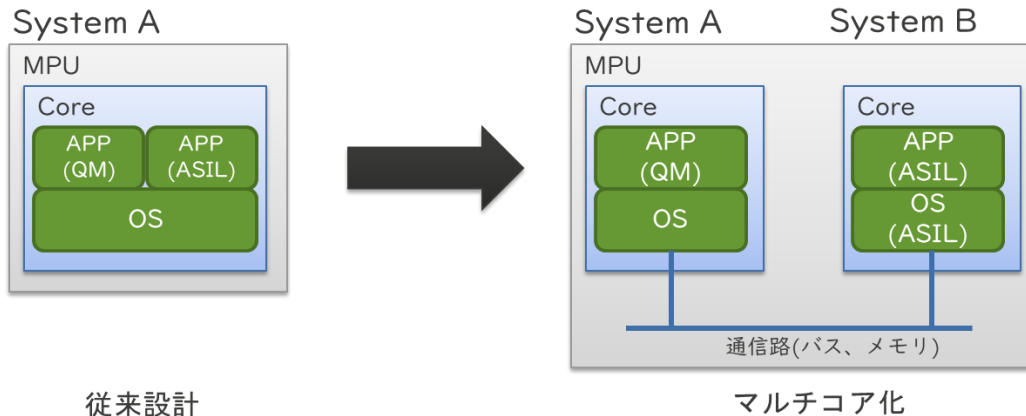 System A
MPU
Core
APP
(QM)
APP
(ASIL)
OS
従来設計
System A
System B
MPU
Core
APP
(QM)
OS
Core
APP
(ASIL)
OS
(ASIL)
通信路(バス、メモリ)
マルチコア化